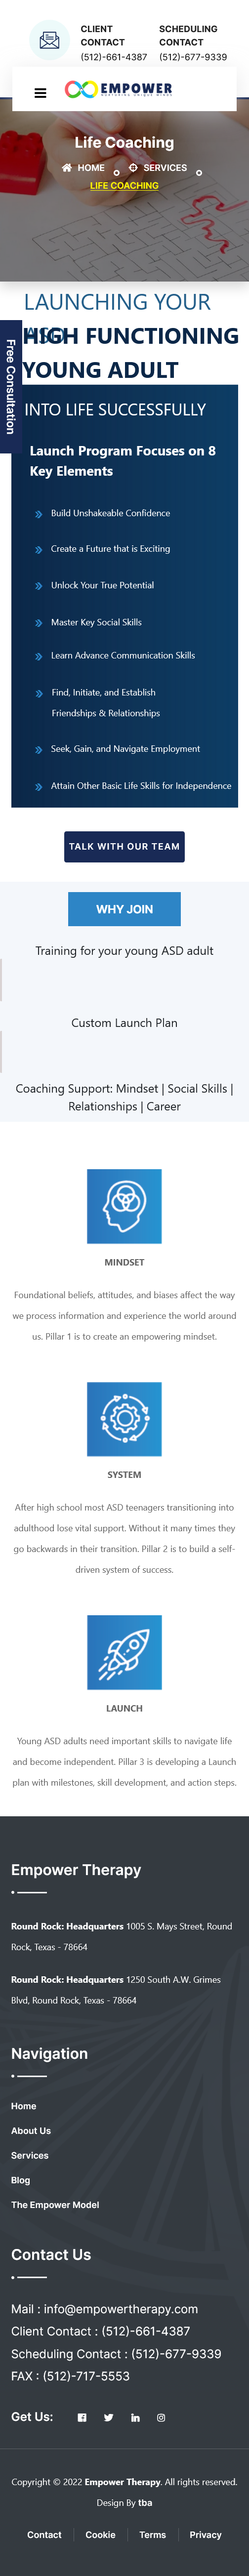 CLIENT
CONTACT
(512)-661-4387
SCHEDULING
CONTACT
(512)-677-9339
EMPOWER
Life Coaching
HOME
SERVICES
LIFE COACHING
LAUNCHING YOUR
ASD
HIGH FUNCTIONING
YOUNG ADULT
INTO LIFE SUCCESSFULLY
Free Consultation
Launch Program Focuses on 8
Key Elements
Build Unshakeable Confidence
Create a Future that is Exciting
Unlock Your True Potential
Master Key Social Skills
Learn Advance Communication Skills
Find, Initiate, and Establish
Friendships & Relationships
Seek, Gain, and Navigate Employment
Attain Other Basic Life Skills for Independence
TALK WITH OUR TEAM
WHY JOIN
Training for your young ASD adult
Custom Launch Plan
Coaching Support: Mindset | Social Skills |
Relationships | Career
MINDSET
Foundational beliefs, attitudes, and biases affect the way
we process information and experience the world around
us. Pillar 1 is to create an empowering mindset.
SYSTEM
After high school most ASD teenagers transitioning into
adulthood lose vital support. Without it many times they
go backwards in their transition. Pillar 2 is to build a self-
driven system of success.
LAUNCH
Young ASD adults need important skills to navigate life
and become independent. Pillar 3 is developing a Launch
plan with milestones, skill development, and action steps.
Empower Therapy
Round Rock: Headquarters 1005 S. Mays Street, Round
Rock, Texas - 78664
Round Rock: Headquarters 1250 South A.W. Grimes
Blvd, Round Rock, Texas - 78664
Navigation
Home
About Us
Services
Blog
The Empower Model
Contact Us
Mail : info@empowertherapy.com
Client Contact : (512)-661-4387
Scheduling Contact : (512)-677-9339
FAX : (512)-717-5553
Get Us:
Copyright © 2022 Empower Therapy. All rights reserved.
Design By tba
Contact
Cookie
Terms
Privacy